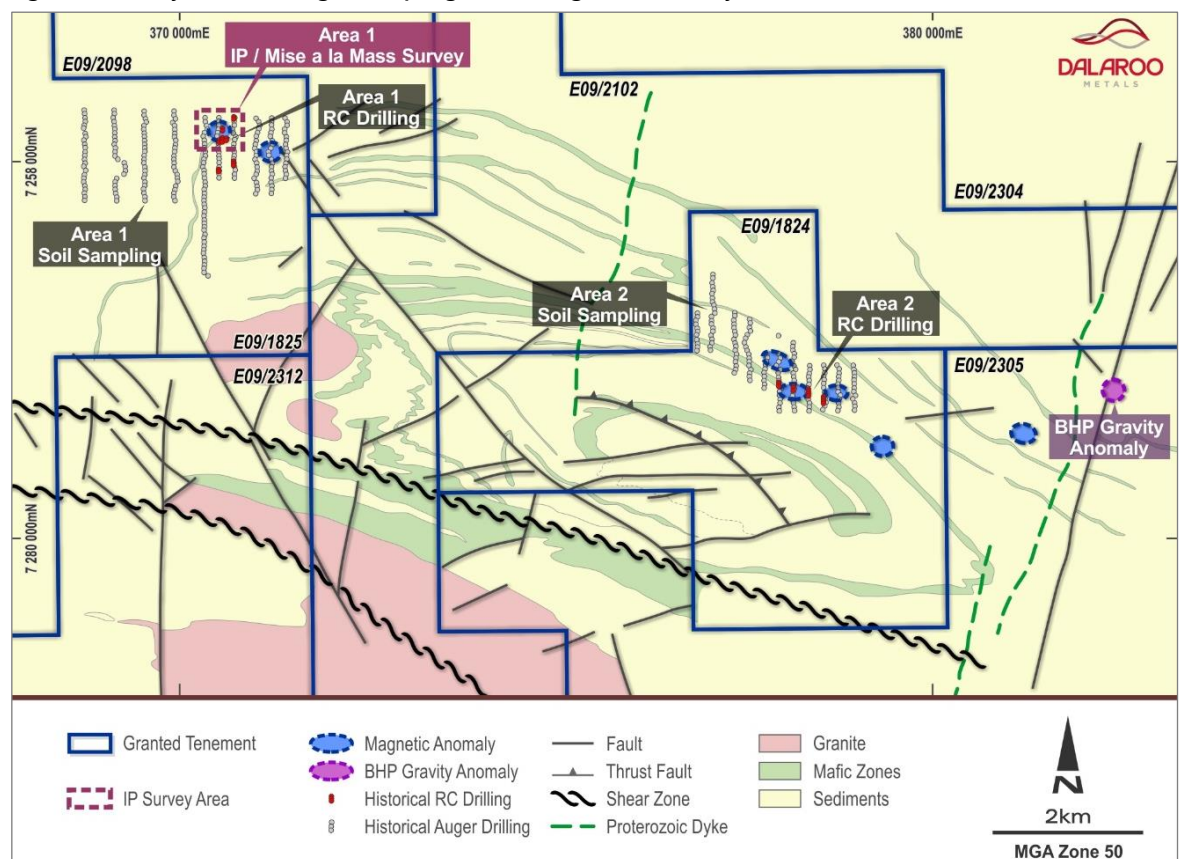 370 000mE
380 000mE
Area 1
IP / Mise a la Mass Survey
DALAROO
METALS
E09/2098
E09/2102
Area 1
RC Drilling
7 258 000mN
E09/2304
E09/1824
Area 1
Soil Sampling
Area 2
Soil Sampling
Area 2
RC Drilling
E09/1825
E09/2312
E09/2305
BHP Gravity
Anomaly
7 280 000mN
Granted Tenement
IP Survey Area
Magnetic Anomaly
BHP Gravity Anomaly
Historical RC Drilling
Historical Auger Drilling
Fault
Thrust Fault
Shear Zone
Proterozoic Dyke
Granite
Mafic Zones
Sediments
N
2km
MGA Zone 50